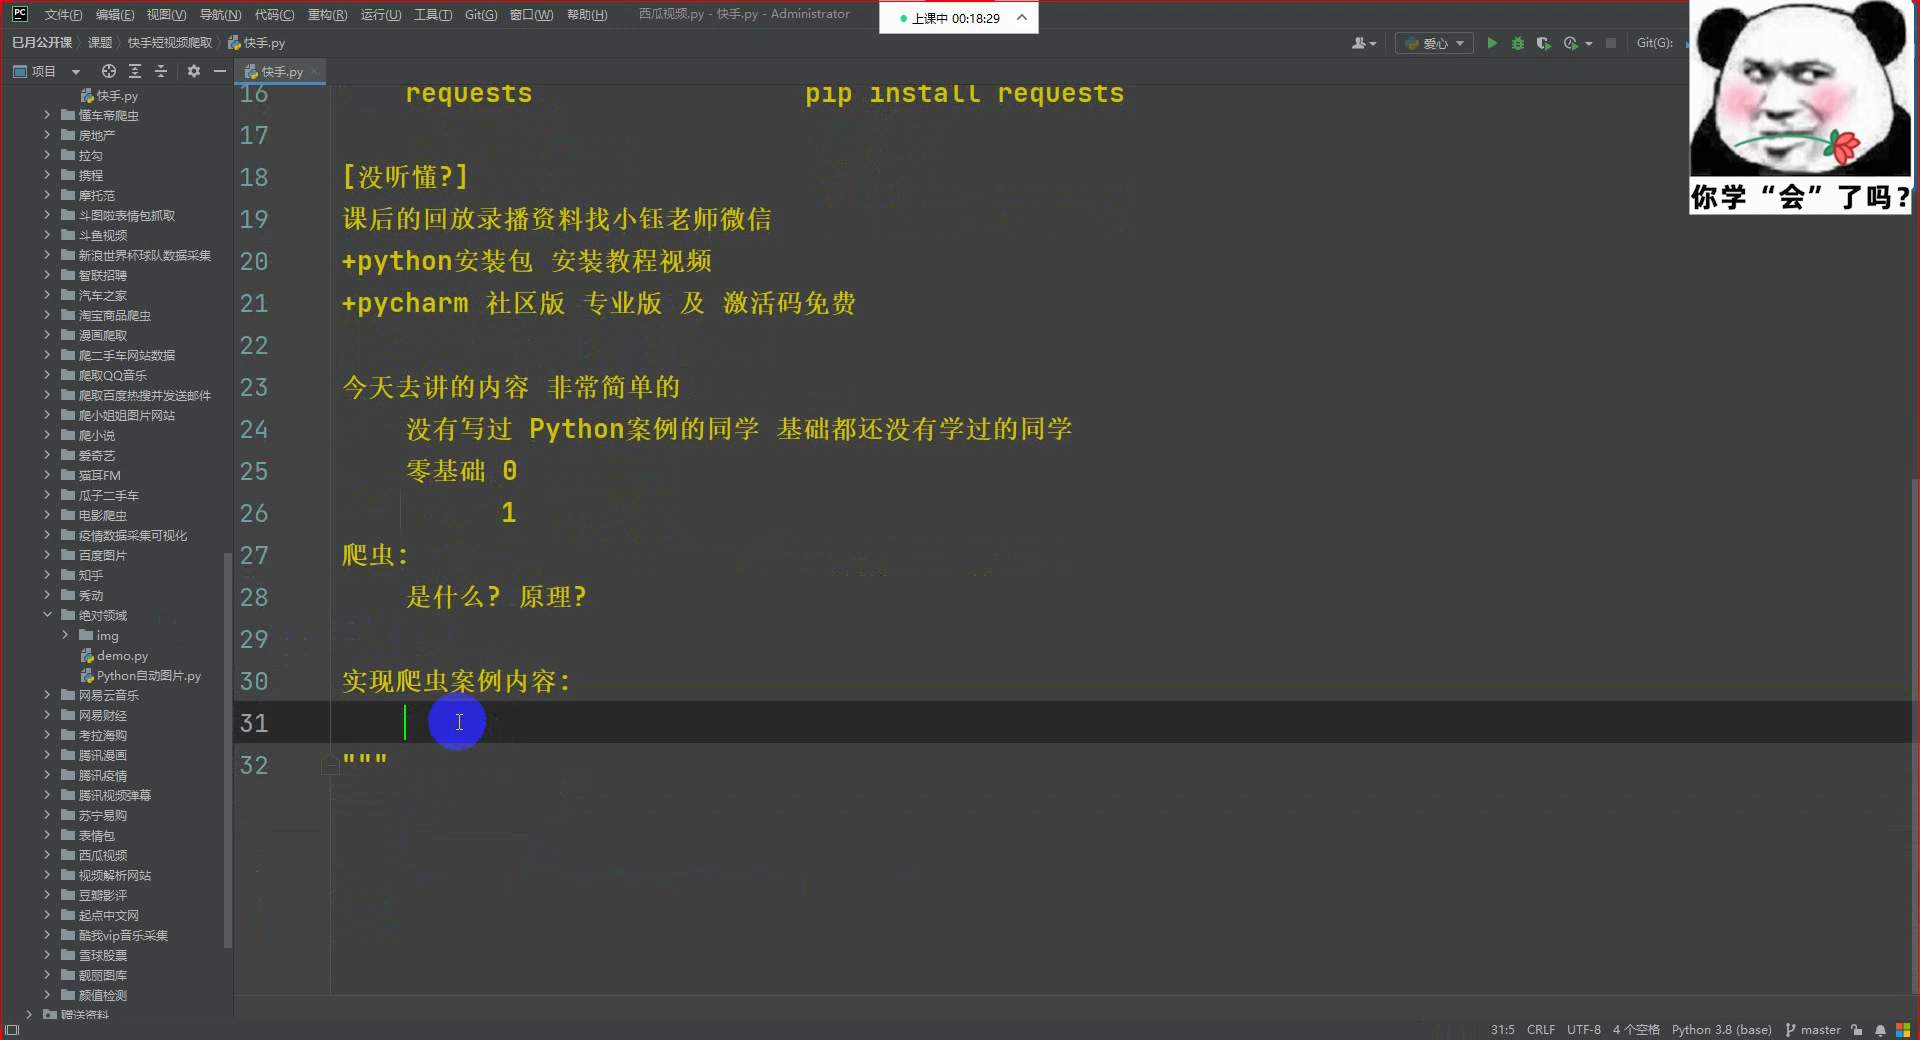 文件(F) 编辑(E) 视图(V) 导航(N) 代码(C) 重构(R) 运行(U) 工具(T) Git(G) 窗口(W) 帮助(H) 西瓜视频.py - 快手.py - Administrator
上课中 00:18:29
巳月公开课 课题 快手短视频爬取 快手.py
爱心 Git(G):
项目
快手.py
快手.py
懂车帝爬虫
房地产
拉勾
携程
摩托范
斗图啦表情包抓取
斗鱼视频
新浪世界杯球队数据采集
智联招聘
汽车之家
淘宝商品爬虫
漫画爬取
爬二手车网站数据
爬取QQ音乐
爬取百度热搜并发送邮件
爬小姐姐图片网站
爬小说
爱奇艺
猫耳FM
瓜子二手车
电影爬虫
疫情数据采集可视化
百度图片
知乎
秀动
绝对领域
img
demo.py
Python自动图片.py
网易云音乐
网易财经
考拉海购
腾讯漫画
腾讯疫情
腾讯视频弹幕
苏宁易购
表情包
西瓜视频
视频解析网站
豆瓣影评
起点中文网
酷我vip音乐采集
雪球股票
靓丽图库
颜值检测
赠送资料
16 requests pip install requests
17
18 [没听懂?]
19 课后的回放录播资料找小钰老师微信
20 +python安装包 安装教程视频
21 +pycharm 社区版 专业版 及 激活码免费
22
23 今天去讲的内容 非常简单的
24 没有写过 Python案例的同学 基础都还没有学过的同学
25 零基础 0
26 1
27 爬虫:
28 是什么? 原理?
29
30 实现爬虫案例内容:
31
32 """
你学“会”了吗?
31:5 CRLF UTF-8 4 个空格 Python 3.8 (base) master